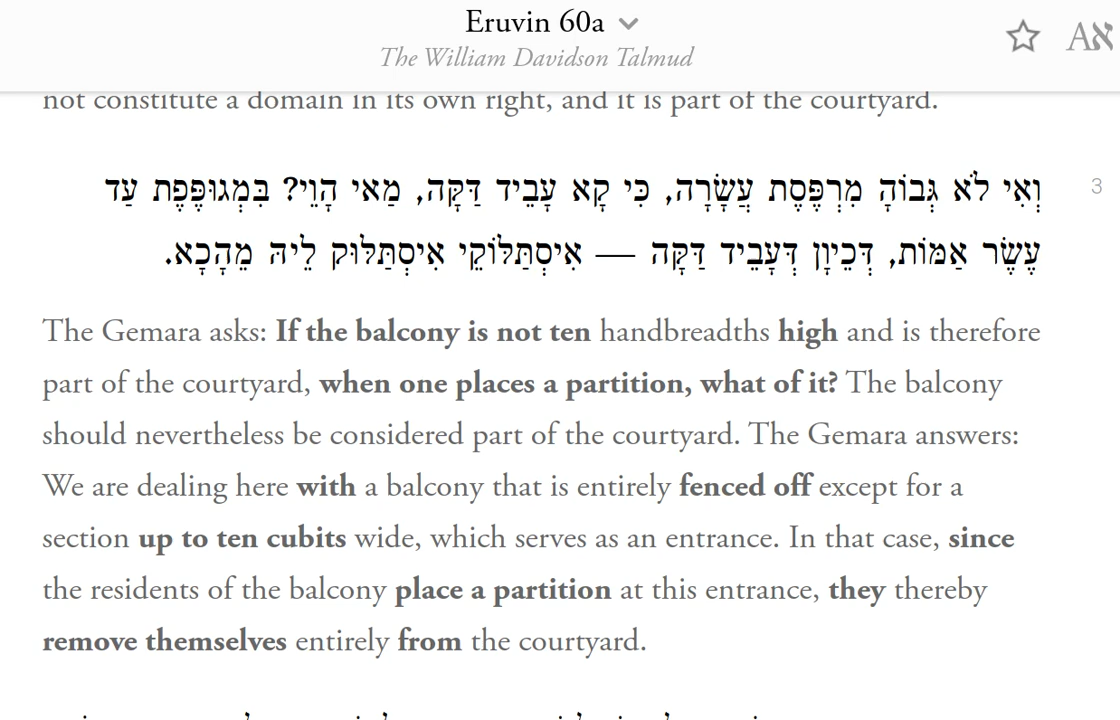 Eruvin 60a
The William Davidson Talmud
Aא
not constitute a domain in its own right, and it is part of the courtyard.
3
וְאִי לֹא גְּבוֹהָ מִרְפֶּסֶת עֲשָׂרָה, כִּי קָא עָבֵיד דַּקָּה, מַאי הָוֵי? בִּמְגוּפֶּפֶת עַד
עֶשֶׂר אַמּוֹת, דְּכֵיוָן דְּעָבֵיד דַּקָּה — אִיסְתַּלּוֹקֵי אִיסְתַּלּוּק לֵיהּ מֵהָכָא.
The Gemara asks: If the balcony is not ten handbreadths high and is therefore
part of the courtyard, when one places a partition, what of it? The balcony
should nevertheless be considered part of the courtyard. The Gemara answers:
We are dealing here with a balcony that is entirely fenced off except for a
section up to ten cubits wide, which serves as an entrance. In that case, since
the residents of the balcony place a partition at this entrance, they thereby
remove themselves entirely from the courtyard.